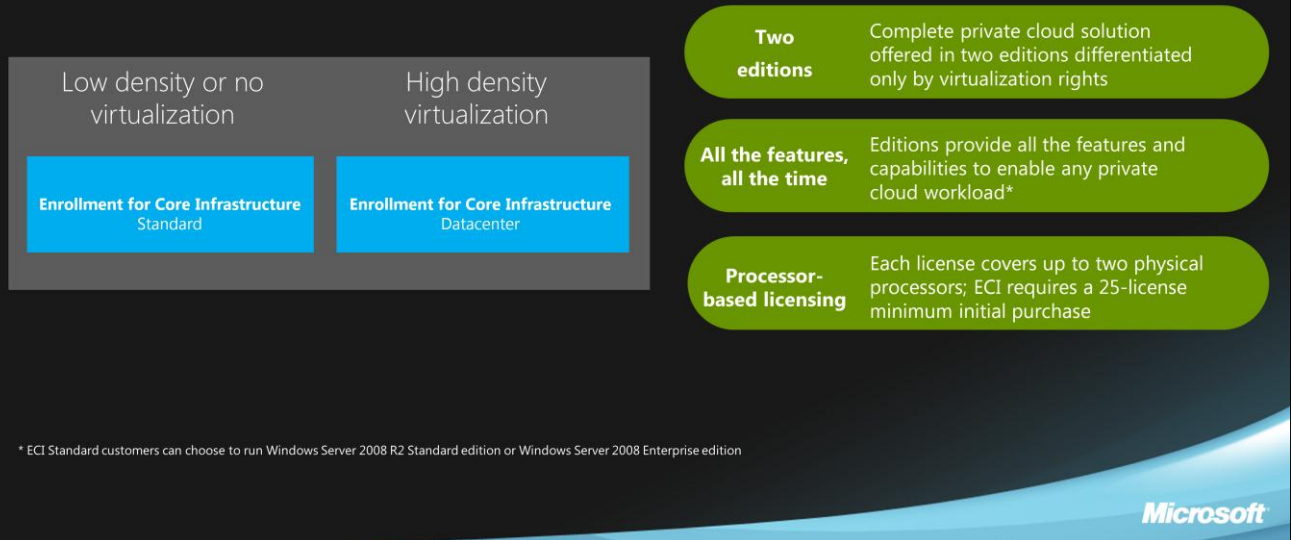 Low density or no
virtualization
High density
virtualization
Enrollment for Core Infrastructure
Standard
Enrollment for Core Infrastructure
Datacenter
Two
editions
Complete private cloud solution
offered in two editions differentiated
only by virtualization rights
All the features,
all the time
Editions provide all the features and
capabilities to enable any private
cloud workload*
Processor-
based licensing
Each license covers up to two physical
processors; ECI requires a 25-license
minimum initial purchase
* ECI Standard customers can choose to run Windows Server 2008 R2 Standard edition or Windows Server 2008 Enterprise edition
Microsoft